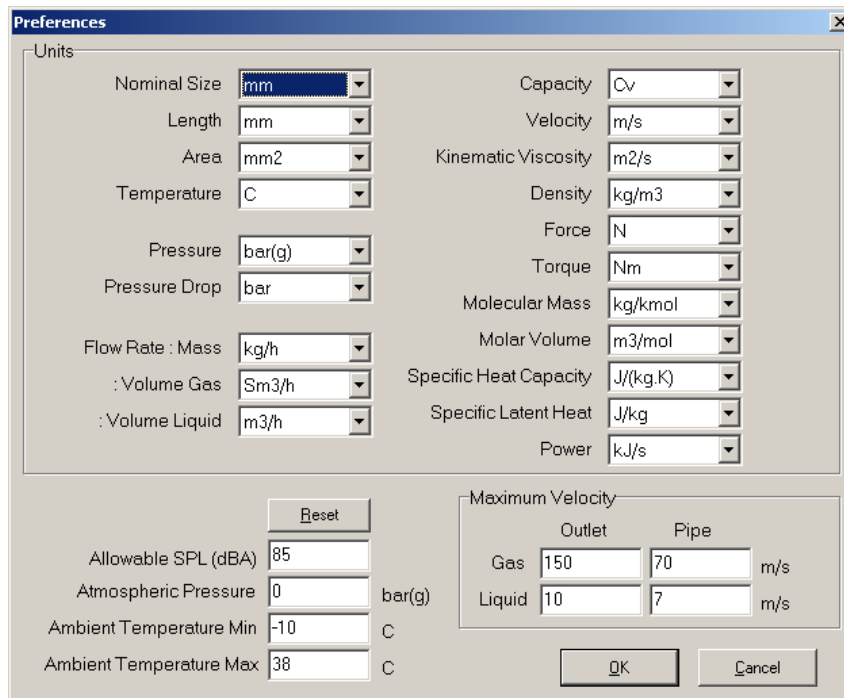 Preferences
Units
Nominal Size mm
Length mm
Area mm2
Temperature C
Pressure bar(g)
Pressure Drop bar
Flow Rate : Mass kg/h
: Volume Gas Sm3/h
: Volume Liquid m3/h
Capacity Cv
Velocity m/s
Kinematic Viscosity m2/s
Density kg/m3
Force N
Torque Nm
Molecular Mass kg/kmol
Molar Volume m3/mol
Specific Heat Capacity J/(kg.K)
Specific Latent Heat J/kg
Power kJ/s
Reset
Allowable SPL (dBA) 85
Atmospheric Pressure 0 bar(g)
Ambient Temperature Min -10 C
Ambient Temperature Max 38 C
Maximum Velocity
Outlet Pipe
Gas 150 70 m/s
Liquid 10 7 m/s
OK Cancel